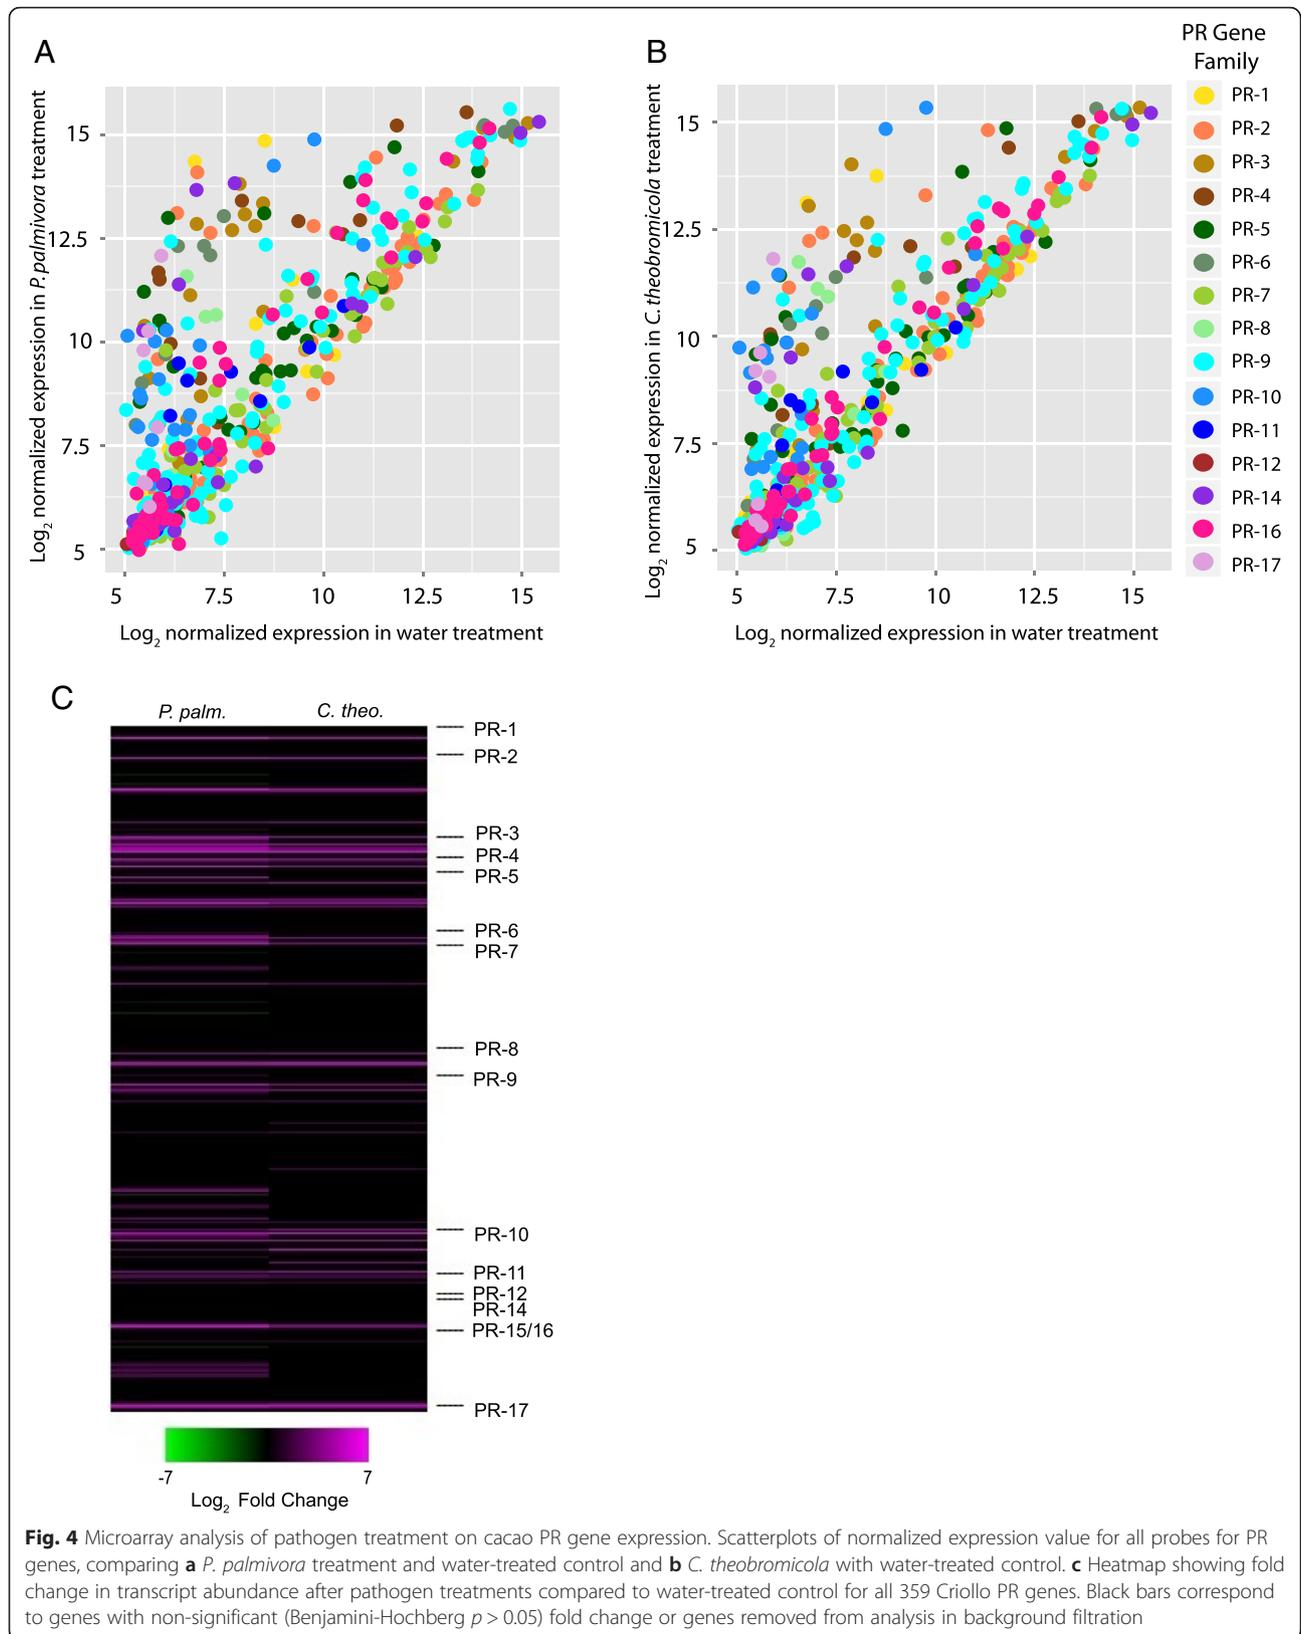 A
Log2 normalized expression in P. palmivora treatment
15
12.5
10
7.5
5
5 7.5 10 12.5 15
Log2 normalized expression in water treatment
B
Log2 normalized expression in C. theobromicola treatment
15
12.5
10
7.5
5
5 7.5 10 12.5 15
Log2 normalized expression in water treatment
PR Gene
Family
PR-1
PR-2
PR-3
PR-4
PR-5
PR-6
PR-7
PR-8
PR-9
PR-10
PR-11
PR-12
PR-14
PR-16
PR-17
C
P. palm. C. theo.
PR-1
PR-2
PR-3
PR-4
PR-5
PR-6
PR-7
PR-8
PR-9
PR-10
PR-11
PR-12
PR-14
PR-15/16
PR-17
-7 7
Log2 Fold Change
Fig. 4 Microarray analysis of pathogen treatment on cacao PR gene expression. Scatterplots of normalized expression value for all probes for PR
genes, comparing a P. palmivora treatment and water-treated control and b C. theobromicola with water-treated control. c Heatmap showing fold
change in transcript abundance after pathogen treatments compared to water-treated control for all 359 Criollo PR genes. Black bars correspond
to genes with non-significant (Benjamini-Hochberg p > 0.05) fold change or genes removed from analysis in background filtration